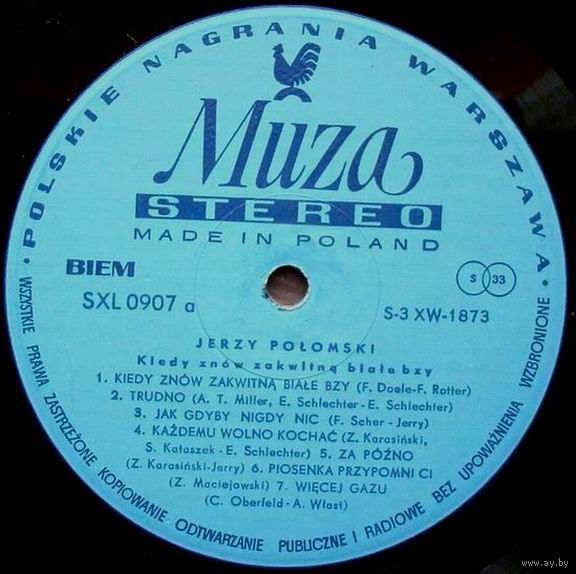 · POLSKIE NAGRANIA WARSZAWA ·
Muza
STEREO
MADE IN POLAND
BIEM
S 33
SXL 0907 a
S-3 XW-1873
JERZY POŁOMSKI
Kiedy znów zakwitną białe bzy
1. KIEDY ZNÓW ZAKWITNĄ BIAŁE BZY (F. Doele-F. Rotter)
2. TRUDNO (A. T. Miller, E. Schlechter - E. Schlechter)
3. JAK GDYBY NIGDY NIC (F. Scher - Jerry)
4. KAŻDEMU WOLNO KOCHAĆ (Z. Karasiński,
S. Kataszek - E. Schlechter) 5. ZA PÓŹNO
(Z. Karasiński-Jerry) 6. PIOSENKA PRZYPOMNI CI
(Z. Maciejowski) 7. WIĘCEJ GAZU
(C. Oberfeld - A. Włast)
WSZYSTKIE PRAWA ZASTRZEŻONE KOPIOWANIE ODTWARZANIE PUBLICZNE I RADIOWE BEZ UPOWAŻNIENIA WZBRONIONE
www.ay.by